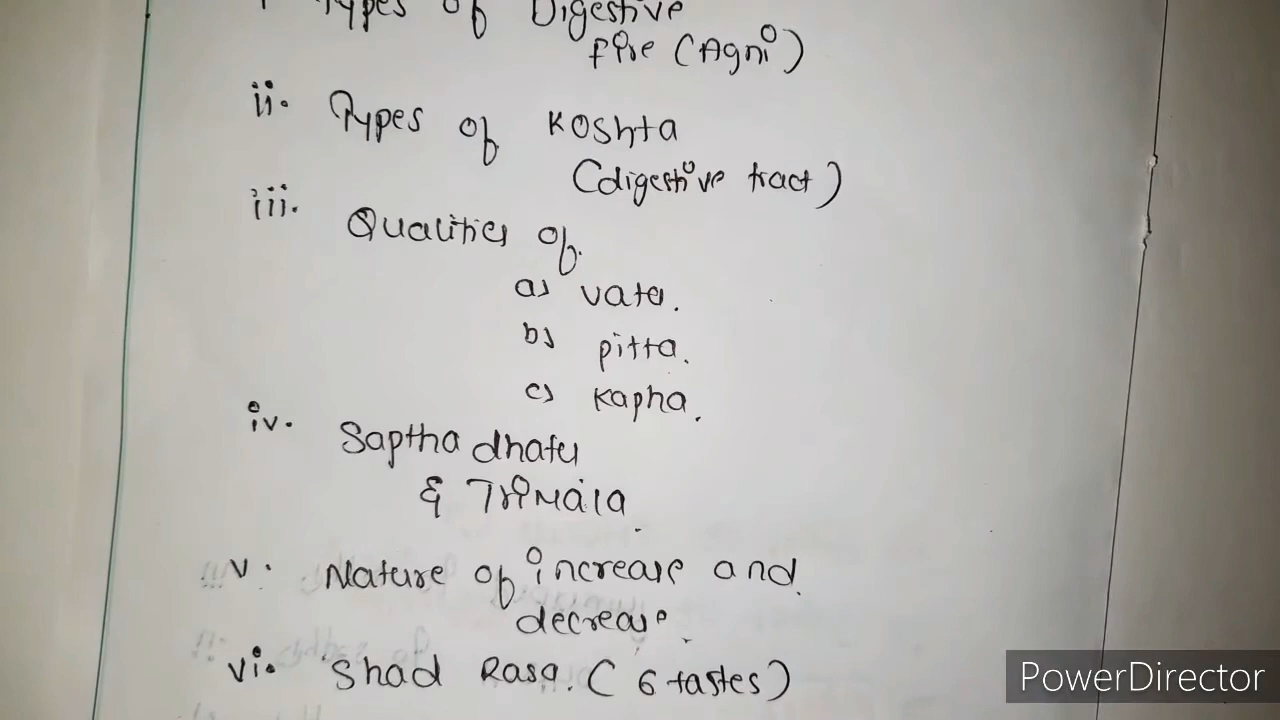 i Types of Digestive
fire (Agni)
ii. Types of Koshta
(digestive tract)
iii. Qualities of.
a) vata.
b) pitta.
c) Kapha.
iv. Saptha dhatu
& TriMala.
v. Nature of increase and
decrease.
vi. Shad Rasa. (6 tastes)
PowerDirector